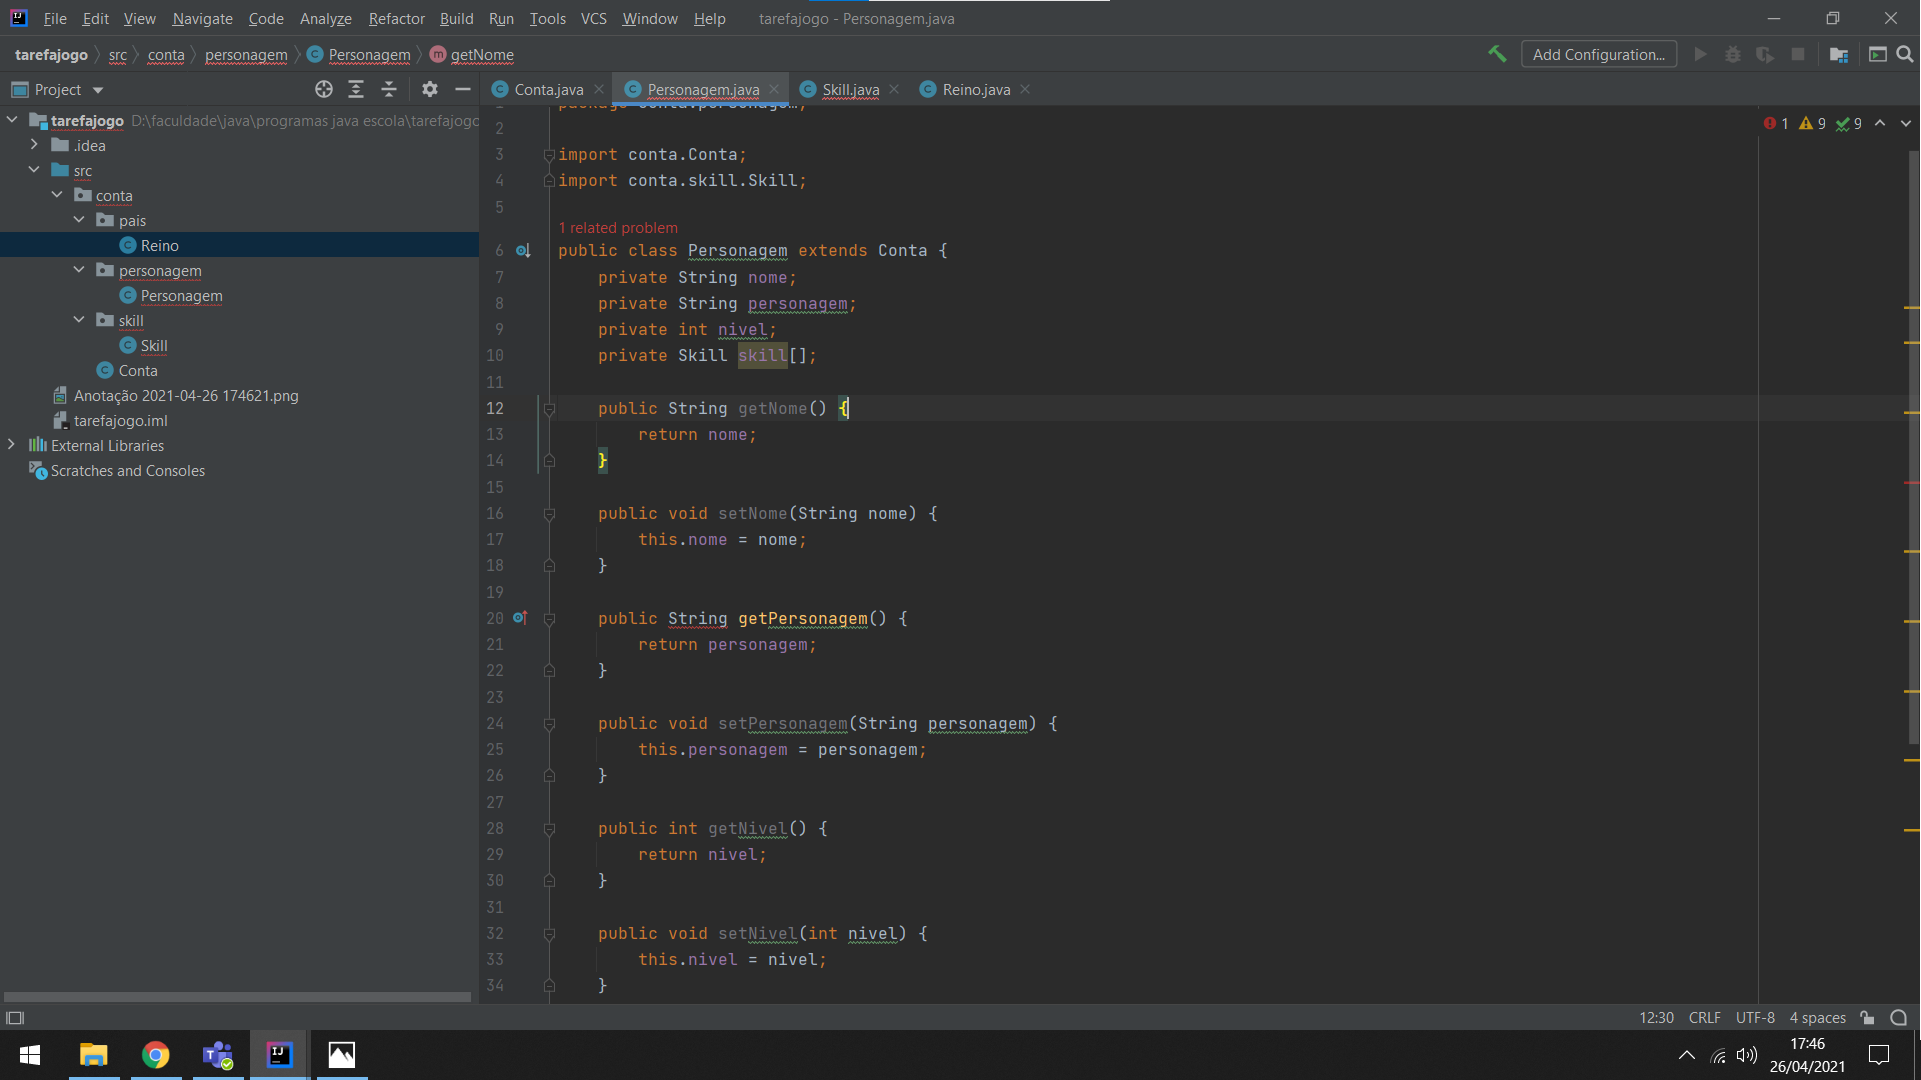 File Edit View Navigate Code Analyze Refactor Build Run Tools VCS Window Help tarefajogo - Personagem.java
tarefajogo src conta personagem Personagem getNome Add Configuration...
Project
Conta.java Personagem.java Skill.java Reino.java
tarefajogo D:\faculdade\java\programas java escola\tarefajogo
.idea
src
conta
pais
Reino
personagem
Personagem
skill
Skill
Conta
Anotação 2021-04-26 174621.png
tarefajogo.iml
External Libraries
Scratches and Consoles
1 9 9
1 package conta.personagem;
2
3 import conta.Conta;
4 import conta.skill.Skill;
5
1 related problem
6 public class Personagem extends Conta {
7 private String nome;
8 private String personagem;
9 private int nivel;
10 private Skill skill[];
11
12 public String getNome() {
13 return nome;
14 }
15
16 public void setNome(String nome) {
17 this.nome = nome;
18 }
19
20 public String getPersonagem() {
21 return personagem;
22 }
23
24 public void setPersonagem(String personagem) {
25 this.personagem = personagem;
26 }
27
28 public int getNivel() {
29 return nivel;
30 }
31
32 public void setNivel(int nivel) {
33 this.nivel = nivel;
34 }
12:30 CRLF UTF-8 4 spaces
17:46
26/04/2021